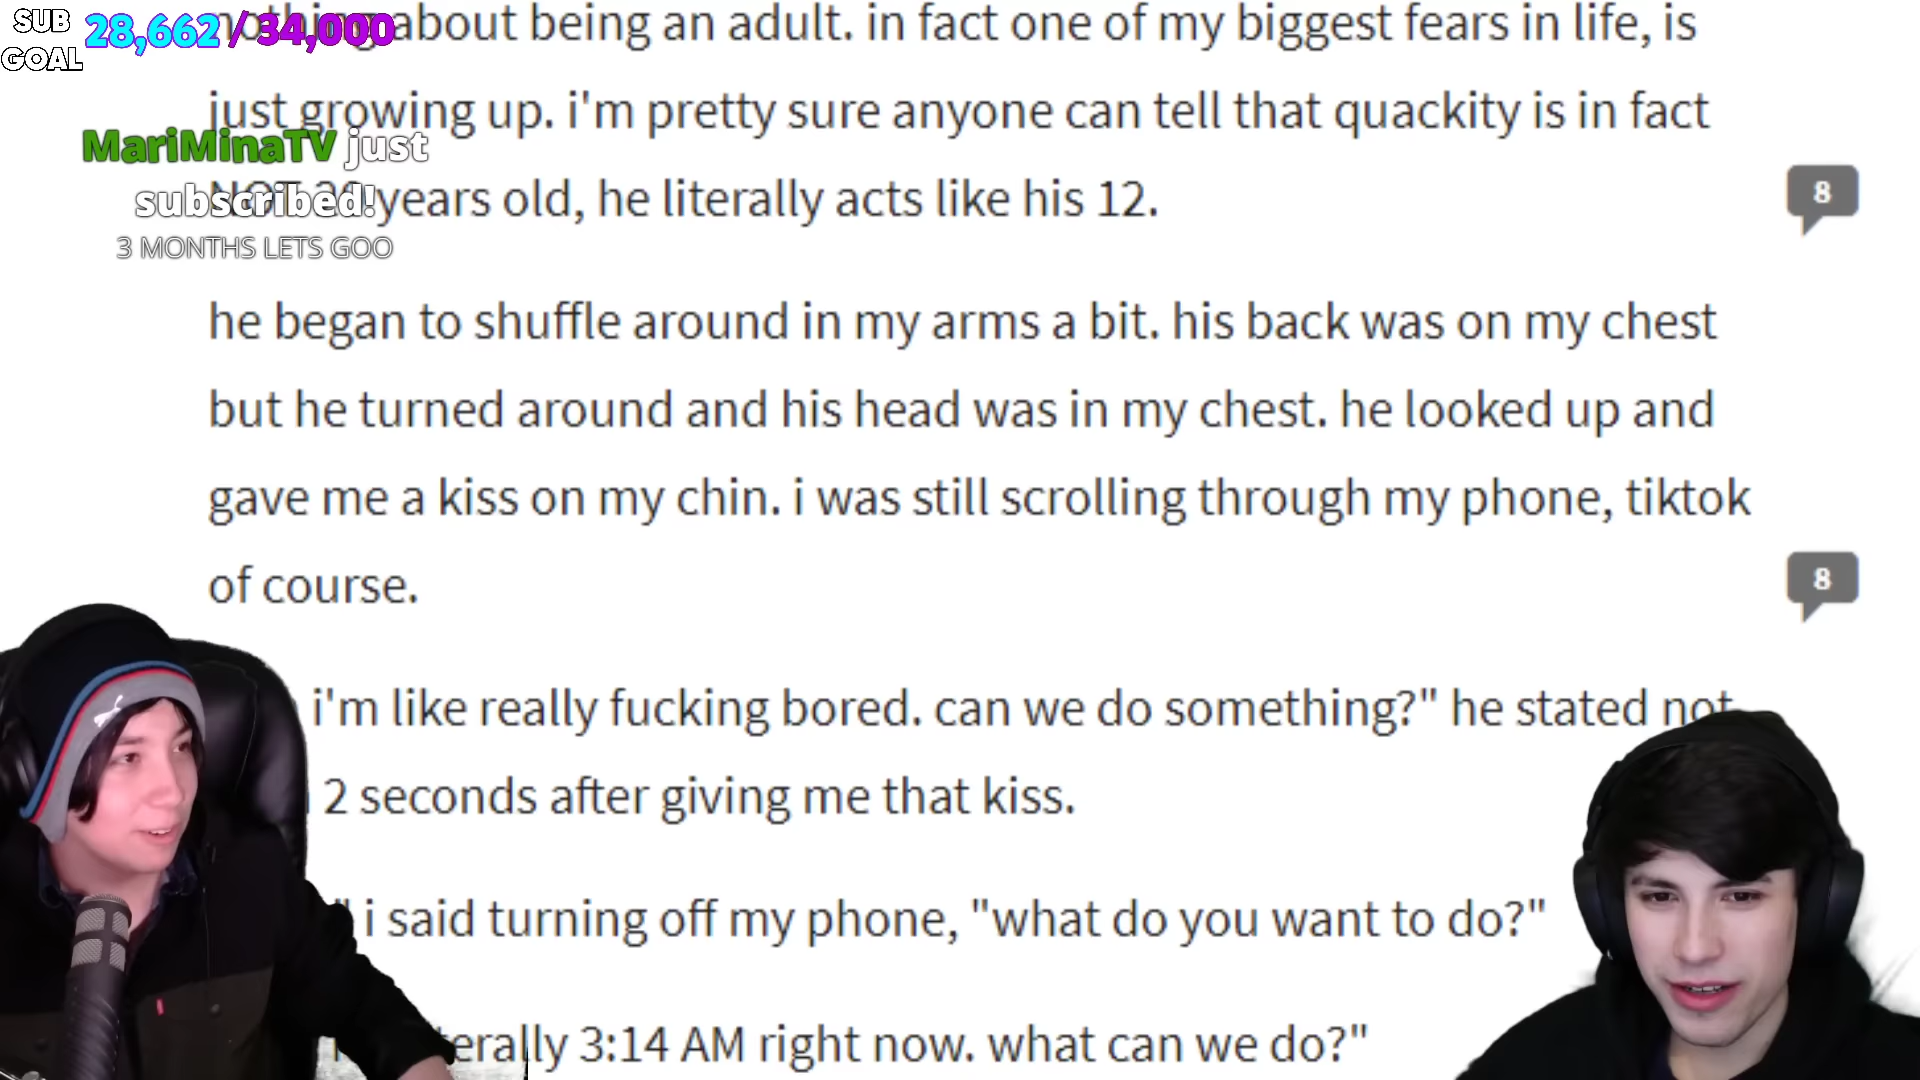 SUB
GOAL
28,662 / 34,000
MariMinaTV just
subscribed!
3 MONTHS LETS GOO
nothing about being an adult. in fact one of my biggest fears in life, is
just growing up. i'm pretty sure anyone can tell that quackity is in fact
NOT years old, he literally acts like his 12.
8
he began to shuffle around in my arms a bit. his back was on my chest
but he turned around and his head was in my chest. he looked up and
gave me a kiss on my chin. i was still scrolling through my phone, tiktok
of course.
8
i'm like really fucking bored. can we do something?" he stated not
2 seconds after giving me that kiss.
" i said turning off my phone, "what do you want to do?"
erally 3:14 AM right now. what can we do?"